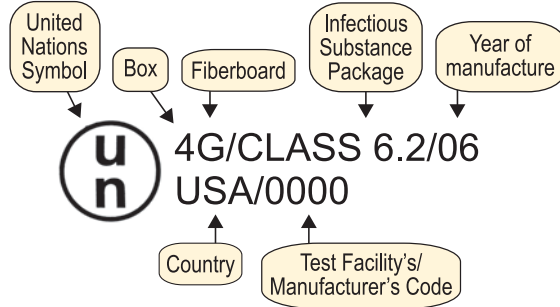 United
Nations
Symbol
Box
Fiberboard
Infectious
Substance
Package
Year of
manufacture
un
4G/CLASS 6.2/06
USA/0000
Country
Test Facility's/
Manufacturer's Code